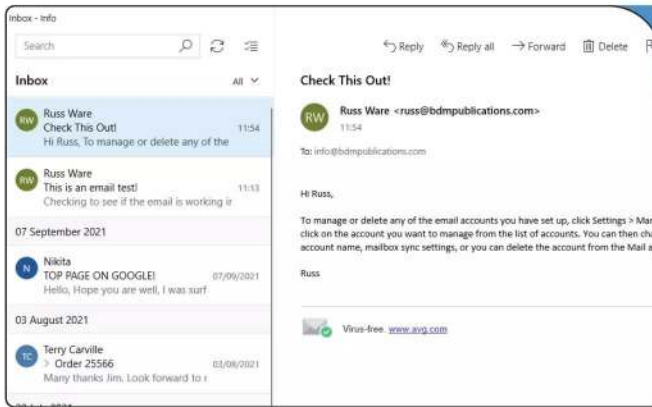 Inbox - Info
Search
Inbox
All
RW
Russ Ware
Check This Out!
11:54
Hi Russ, To manage or delete any of the
RW
Russ Ware
This is an email test!
11:13
Checking to see if the email is working ir
07 September 2021
N
Nikita
TOP PAGE ON GOOGLE!
07/09/2021
Hello, Hope you are well, I was surf
03 August 2021
TC
Terry Carville
> Order 25566
03/08/2021
Many thanks Jim. Look forward to r
Reply
Reply all
Forward
Delete
Check This Out!
RW
Russ Ware <russ@bdmpublications.com>
11:54
To: info@bdmpublications.com
Hi Russ,
To manage or delete any of the email accounts you have set up, click Settings > Mar
click on the account you want to manage from the list of accounts. You can then cha
account name, mailbox sync settings, or you can delete the account from the Mail a
Russ
Virus-free. www.avg.com